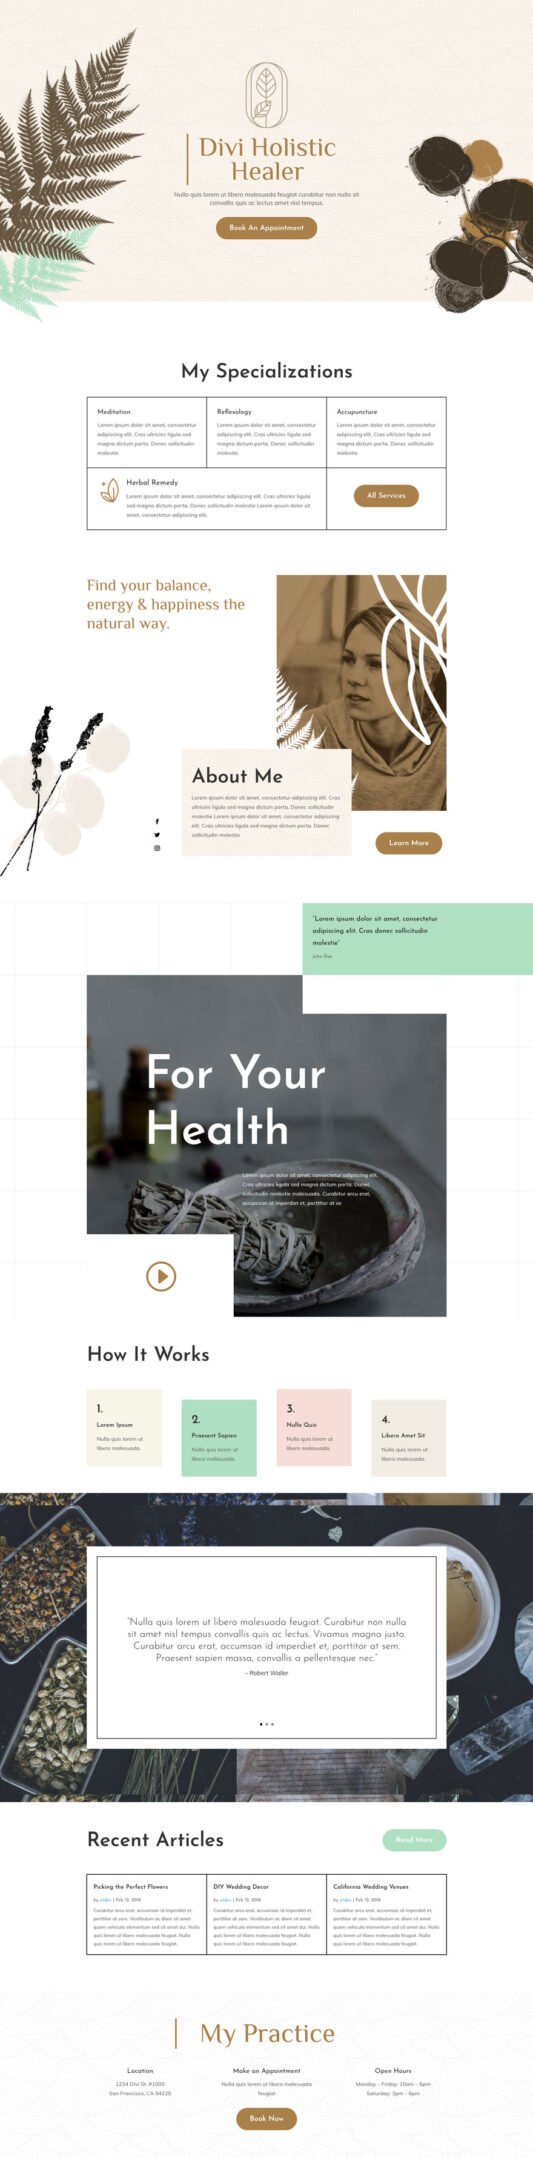 Divi Holistic
Healer
Nulla quis lorem ut libero malesuada feugiat curabitur non nulla sit
convallis quis ac lectus amet nisl tempus.
Book An Appointment
My Specializations
Meditation
Lorem ipsum dolor sit amet, consectetur
adipiscing elit. Cras ultricies ligula sed
magna dictum porta. Donec sollicitudin
molestie.
Reflexology
Lorem ipsum dolor sit amet, consectetur
adipiscing elit. Cras ultricies ligula sed
magna dictum porta. Donec sollicitudin
molestie.
Accupuncture
Lorem ipsum dolor sit amet, consectetur
adipiscing elit. Cras ultricies ligula sed
magna dictum porta. Donec sollicitudin
molestie.
Herbal Remedy
Lorem ipsum dolor sit amet, consectetur adipiscing elit. Cras ultricies ligula
sed magna dictum porta. Donec sollicitudin molestie Lorem ipsum dolor sit
amet, consectetur adipiscing elit.
All Services
Find your balance,
energy & happiness the
natural way.
About Me
Lorem ipsum dolor sit amet, consectetur adipiscing elit. Cras
ultricies ligula sed magna dictum porta. Donec sollicitudin
malesuada Lorem ipsum dolor sit amet, consectetur adipiscing
elit. Cras ultricies ligula sed magna dictum porta. Donec
sollicitudin molestie
Learn More
"Lorem ipsum dolor sit amet, consectetur
adipiscing elit. Cras donec sollicitudin
molestie"
John Doe
For Your
Health
Lorem ipsum dolor sit amet, consectetur adipiscing elit.
Cras ultricies ligula sed magna dictum porta. Donec
sollicitudin molestie malesuada. Curabitur arcu erat,
accumsan id imperdiet et, porttitor at se
How It Works
1.
Lorem Ipsum
Nulla quis lorem ut
libero malesuada.
2.
Praesent Sapien
Nulla quis lorem ut
libero malesuada.
3.
Nulla Quis
Nulla quis lorem ut
libero malesuada.
4.
Libero Amet Sit
Nulla quis lorem ut
libero malesuada.
"Nulla quis lorem ut libero malesuada feugiat. Curabitur non nulla
sit amet nisl tempus convallis quis ac lectus. Vivamus magna justo.
Curabitur arcu erat, accumsan id imperdiet et, porttitor at sem.
Praesent sapien massa, convallis a pellentesque nec."
– Robert Waller
Recent Articles
Read More
Picking the Perfect Flowers
by | Feb 12, 2018
Curabitur arcu erat, accumsan id imperdiet et,
porttitor at sem. Vestibulum ac diam sit amet
quam vehicula elementum sed sit amet dui. Nulla
quis lorem ut libero malesuada feugiat. Nulla
quis lorem ut libero malesuada feugiat.
DIY Wedding Decor
by | Feb 12, 2018
Curabitur arcu erat, accumsan id imperdiet et,
porttitor at sem. Vestibulum ac diam sit amet
quam vehicula elementum sed sit amet dui. Nulla
quis lorem ut libero malesuada feugiat. Nulla
quis lorem ut libero malesuada feugiat.
California Wedding Venues
by | Feb 12, 2018
Curabitur arcu erat, accumsan id imperdiet et,
porttitor at sem. Vestibulum ac diam sit amet
quam vehicula elementum sed sit amet dui. Nulla
quis lorem ut libero malesuada feugiat. Nulla
quis lorem ut libero malesuada feugiat.
My Practice
Location
1234 Divi St. #1000
San Francisco, CA 94220
Make an Appointment
Nulla quis lorem ut libero malesuada
feugiat
Open Hours
Monday – Friday: 10am – 6pm
Saturday: 3pm – 6pm
Book Now